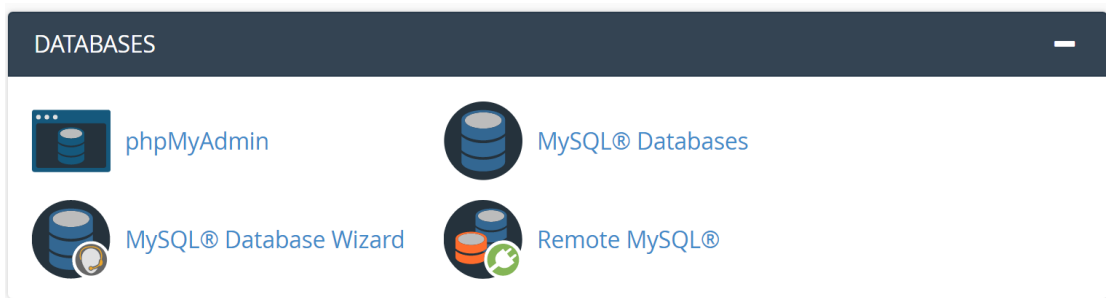 DATABASES
phpMyAdmin
MySQL® Databases
MySQL® Database Wizard
Remote MySQL®